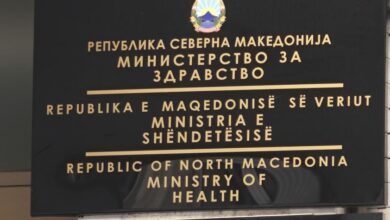 РЕПУБЛИКА СЕВЕРНА МАКЕДОНИЈА
МИНИСТЕРСТВО ЗА
ЗДРАВСТВО
REPUBLIKA E MAQEDONISË SË VERIUT
MINISTRIA E
SHËNDETËSISË
REPUBLIC OF NORTH MACEDONIA
MINISTRY OF
HEALTH